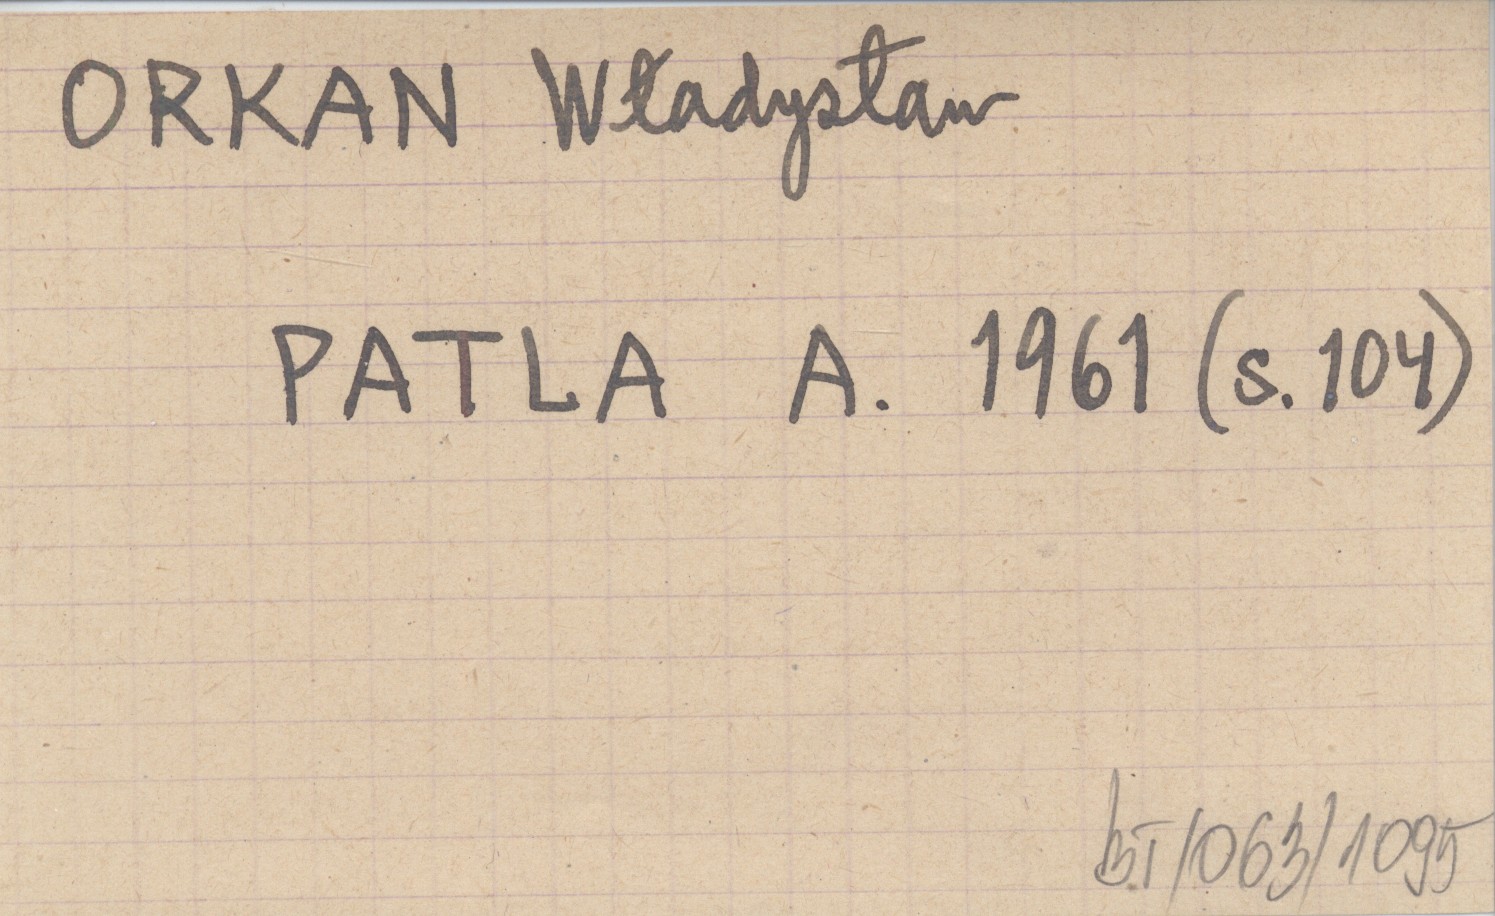 ORKAN Władysław
PATLA A. 1961 (s. 104)
bT/063/1095